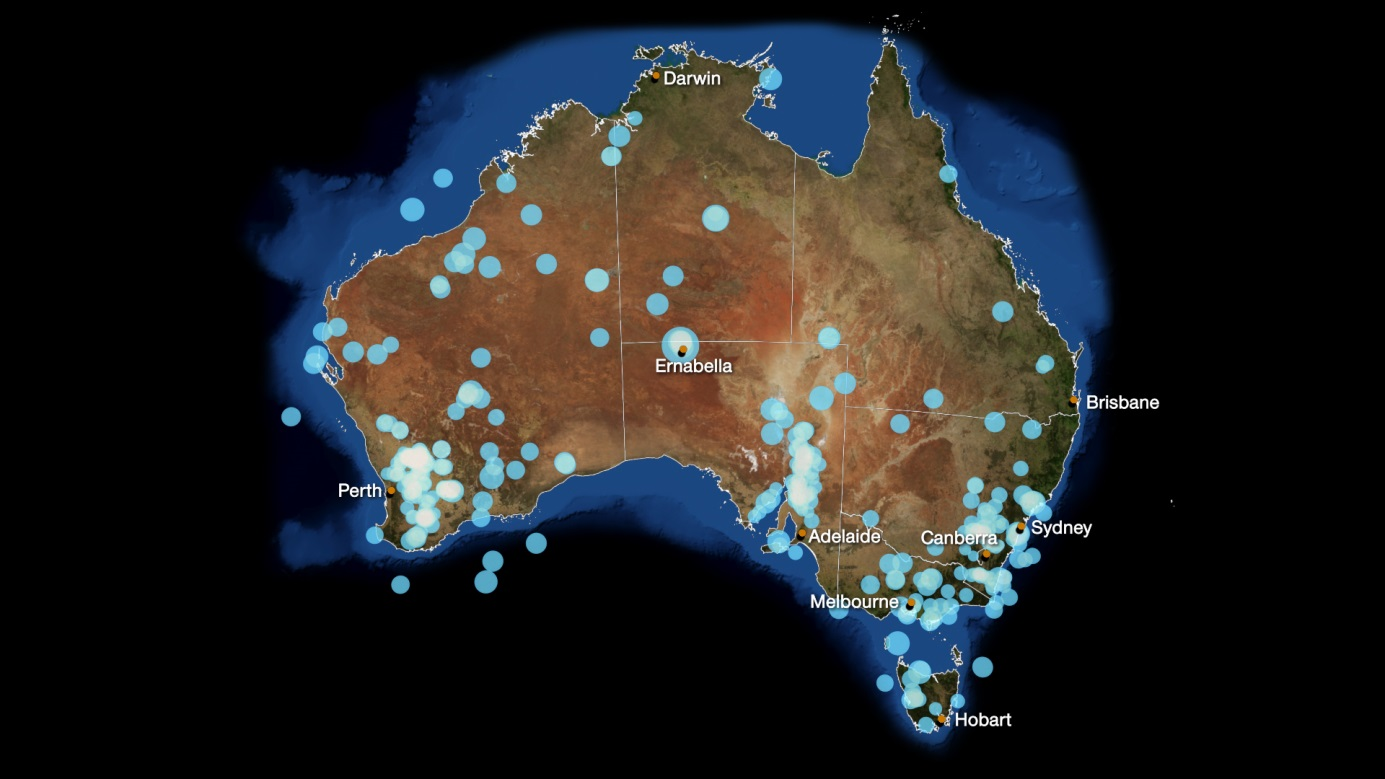 Darwin
Ernabella
Brisbane
Perth
Sydney
Adelaide
Canberra
Melbourne
Hobart